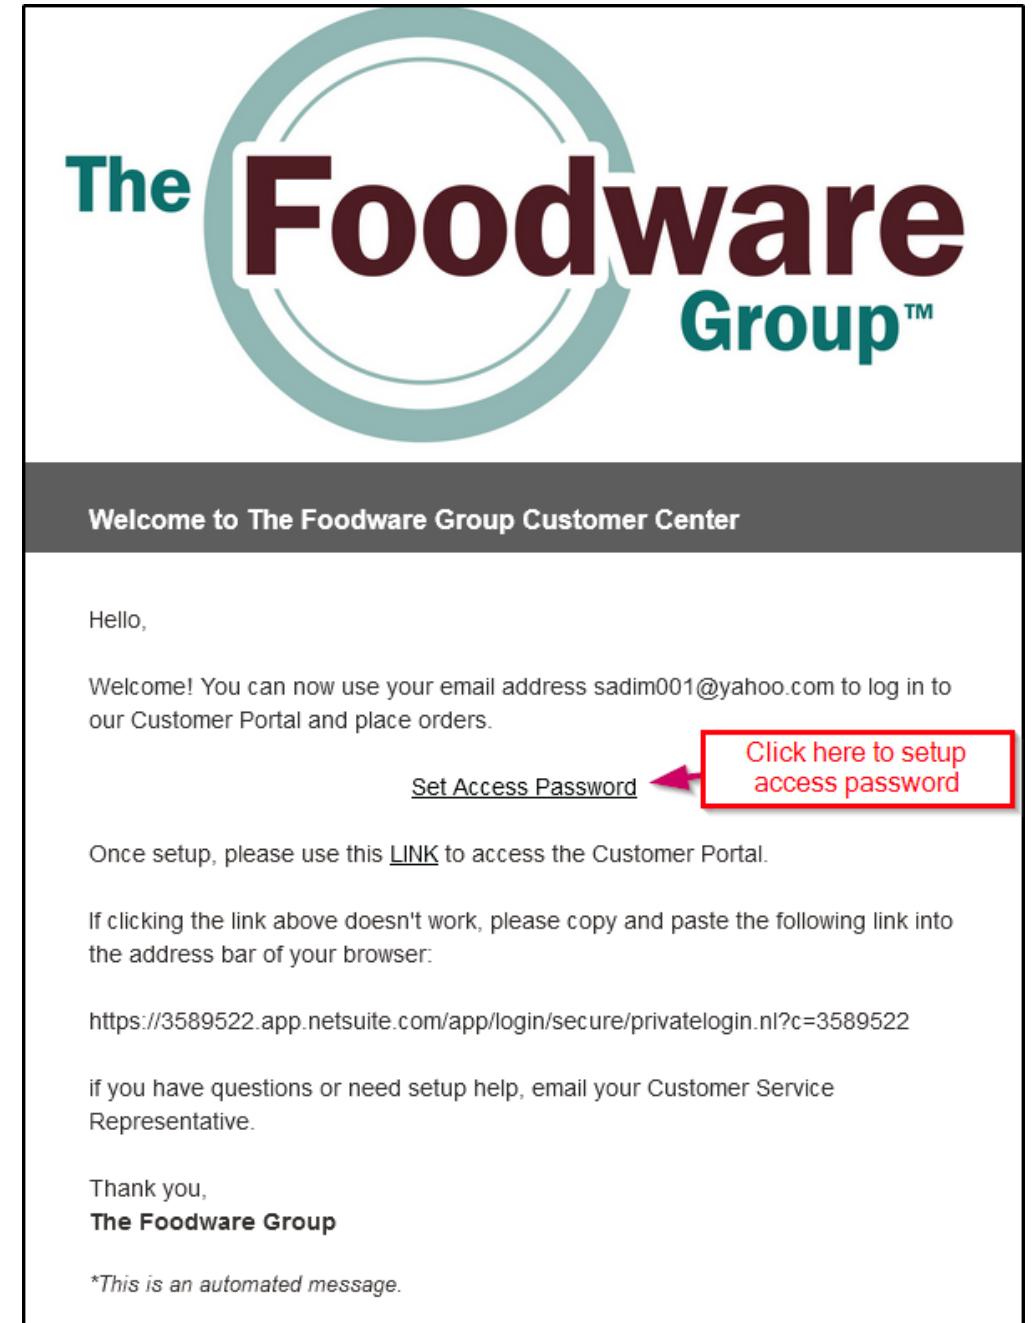 The Foodware
Group™
Welcome to The Foodware Group Customer Center
Hello,
Welcome! You can now use your email address sadim001@yahoo.com to log in to
our Customer Portal and place orders.
Click here to setup
access password
Set Access Password
Once setup, please use this LINK to access the Customer Portal.
If clicking the link above doesn't work, please copy and paste the following link into
the address bar of your browser:
https://3589522.app.netsuite.com/app/login/secure/privatelogin.nl?c=3589522
if you have questions or need setup help, email your Customer Service
Representative.
Thank you,
The Foodware Group
*This is an automated message.